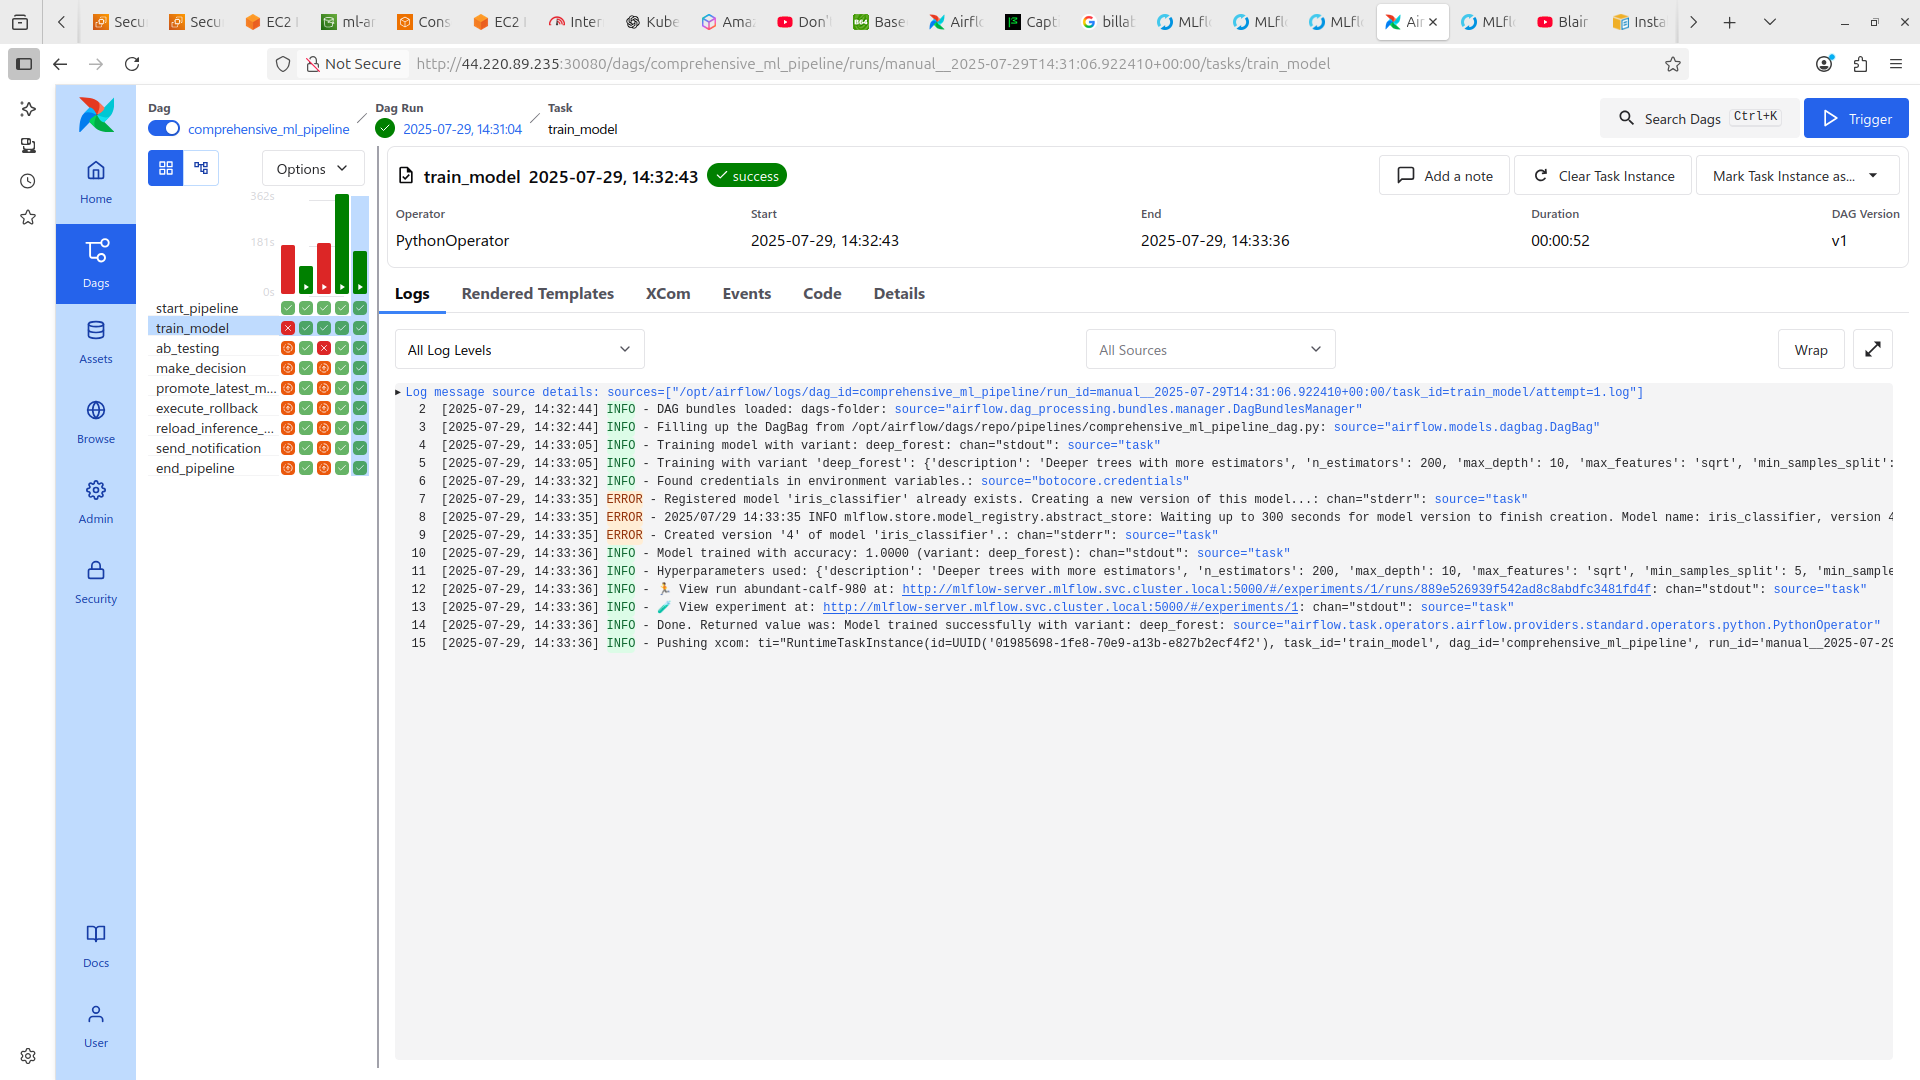 Secu
Secu
EC2
ml-ar
Cons
EC2
Inter
Kube
Ama
Don'
Base
Airflo
Capt
billab
MLfl
MLfl
MLfl
Air
MLfl
Blair
Insta
Not Secure
http://44.220.89.235:30080/dags/comprehensive_ml_pipeline/runs/manual__2025-07-29T14:31:06.922410+00:00/tasks/train_model
Home
Dags
Assets
Browse
Admin
Security
Docs
User
Dag
comprehensive_ml_pipeline
Dag Run
2025-07-29, 14:31:04
Task
train_model
Search Dags Ctrl+K
Trigger
Options
362s
181s
0s
start_pipeline
train_model
ab_testing
make_decision
promote_latest_m...
execute_rollback
reload_inference_...
send_notification
end_pipeline
train_model 2025-07-29, 14:32:43 success
Add a note
Clear Task Instance
Mark Task Instance as...
Operator Start End Duration DAG Version
PythonOperator 2025-07-29, 14:32:43 2025-07-29, 14:33:36 00:00:52 v1
Logs Rendered Templates XCom Events Code Details
All Log Levels
All Sources
Wrap
Log message source details: sources=["/opt/airflow/logs/dag_id=comprehensive_ml_pipeline/run_id=manual__2025-07-29T14:31:06.922410+00:00/task_id=train_model/attempt=1.log"]
2 [2025-07-29, 14:32:44] INFO - DAG bundles loaded: dags-folder: source="airflow.dag_processing.bundles.manager.DagBundlesManager"
3 [2025-07-29, 14:32:44] INFO - Filling up the DagBag from /opt/airflow/dags/repo/pipelines/comprehensive_ml_pipeline_dag.py: source="airflow.models.dagbag.DagBag"
4 [2025-07-29, 14:33:05] INFO - Training model with variant: deep_forest: chan="stdout": source="task"
5 [2025-07-29, 14:33:05] INFO - Training with variant 'deep_forest': {'description': 'Deeper trees with more estimators', 'n_estimators': 200, 'max_depth': 10, 'max_features': 'sqrt', 'min_samples_split':
6 [2025-07-29, 14:33:32] INFO - Found credentials in environment variables.: source="botocore.credentials"
7 [2025-07-29, 14:33:35] ERROR - Registered model 'iris_classifier' already exists. Creating a new version of this model...: chan="stderr": source="task"
8 [2025-07-29, 14:33:35] ERROR - 2025/07/29 14:33:35 INFO mlflow.store.model_registry.abstract_store: Waiting up to 300 seconds for model version to finish creation. Model name: iris_classifier, version 4
9 [2025-07-29, 14:33:35] ERROR - Created version '4' of model 'iris_classifier'.: chan="stderr": source="task"
10 [2025-07-29, 14:33:36] INFO - Model trained with accuracy: 1.0000 (variant: deep_forest): chan="stdout": source="task"
11 [2025-07-29, 14:33:36] INFO - Hyperparameters used: {'description': 'Deeper trees with more estimators', 'n_estimators': 200, 'max_depth': 10, 'max_features': 'sqrt', 'min_samples_split': 5, 'min_sample
12 [2025-07-29, 14:33:36] INFO - 🏃 View run abundant-calf-980 at: http://mlflow-server.mlflow.svc.cluster.local:5000/#/experiments/1/runs/889e526939f542ad8c8abdfc3481fd4f: chan="stdout": source="task"
13 [2025-07-29, 14:33:36] INFO - 🧪 View experiment at: http://mlflow-server.mlflow.svc.cluster.local:5000/#/experiments/1: chan="stdout": source="task"
14 [2025-07-29, 14:33:36] INFO - Done. Returned value was: Model trained successfully with variant: deep_forest: source="airflow.task.operators.airflow.providers.standard.operators.python.PythonOperator"
15 [2025-07-29, 14:33:36] INFO - Pushing xcom: ti="RuntimeTaskInstance(id=UUID('01985698-1fe8-70e9-a13b-e827b2ecf4f2'), task_id='train_model', dag_id='comprehensive_ml_pipeline', run_id='manual__2025-07-29